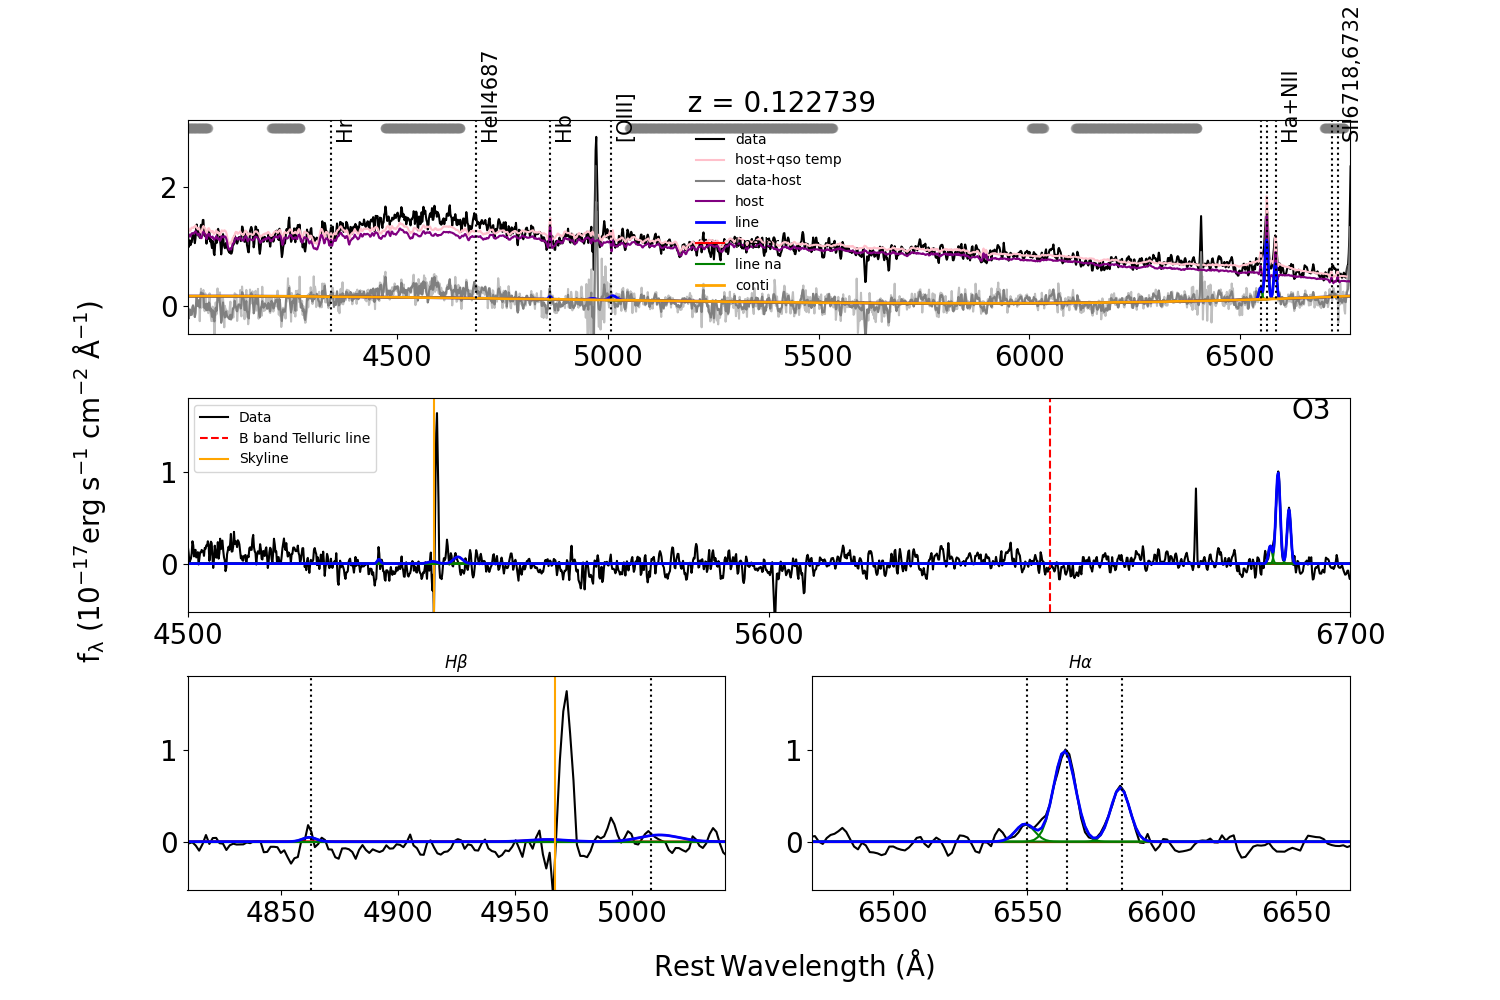 z = 0.122739
Hr
HeII4687
Hb
[OIII]
Ha+NII
SII6718,6732
data
host+qso temp
data-host
host
line
line na
conti
2
0
4500 5000 5500 6000 6500
fλ (10⁻¹⁷erg s⁻¹ cm⁻² Å⁻¹)
Data
B band Telluric line
Skyline
O3
1
0
4500 5600 6700
Hβ
1
0
4850 4900 4950 5000
Hα
1
0
6500 6550 6600 6650
Rest Wavelength (Å)